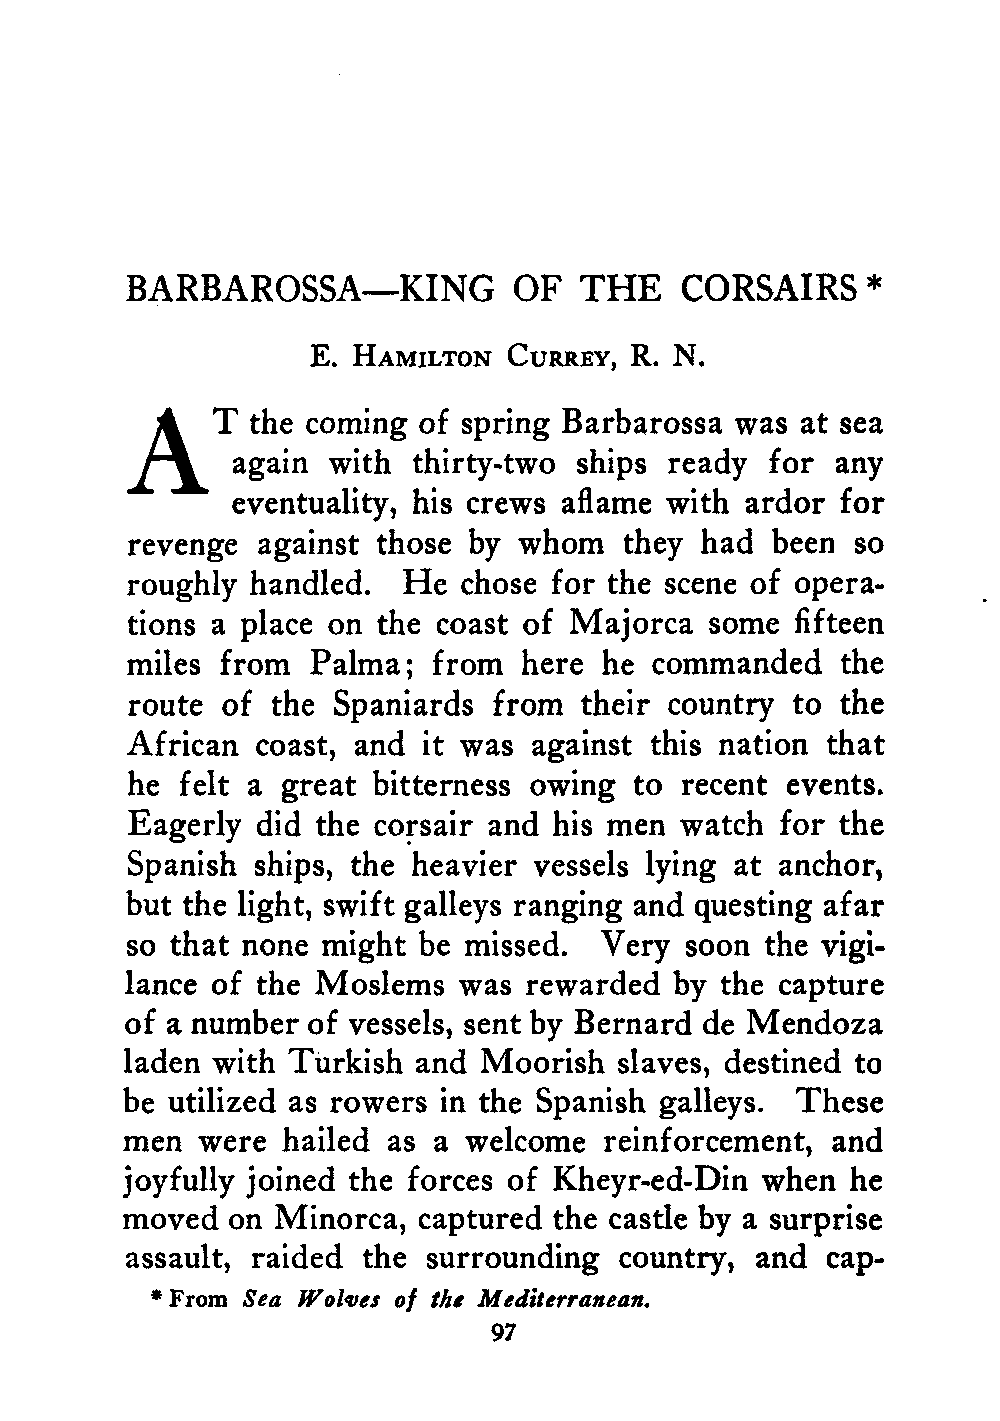 BARBAROSSA—KING OF THE CORSAIRS *
E. HAMILTON CURREY, R. N.
AT the coming of spring Barbarossa was at sea
again with thirty-two ships ready for any
eventuality, his crews aflame with ardor for
revenge against those by whom they had been so
roughly handled. He chose for the scene of opera-
tions a place on the coast of Majorca some fifteen
miles from Palma; from here he commanded the
route of the Spaniards from their country to the
African coast, and it was against this nation that
he felt a great bitterness owing to recent events.
Eagerly did the corsair and his men watch for the
Spanish ships, the heavier vessels lying at anchor,
but the light, swift galleys ranging and questing afar
so that none might be missed. Very soon the vigi-
lance of the Moslems was rewarded by the capture
of a number of vessels, sent by Bernard de Mendoza
laden with Turkish and Moorish slaves, destined to
be utilized as rowers in the Spanish galleys. These
men were hailed as a welcome reinforcement, and
joyfully joined the forces of Kheyr-ed-Din when he
moved on Minorca, captured the castle by a surprise
assault, raided the surrounding country, and cap-
* From Sea Wolves of the Mediterranean.
97